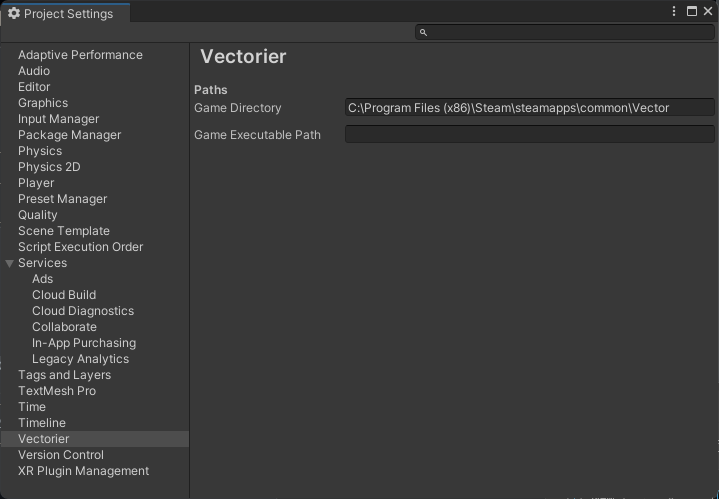 Project Settings
Adaptive Performance
Audio
Editor
Graphics
Input Manager
Package Manager
Physics
Physics 2D
Player
Preset Manager
Quality
Scene Template
Script Execution Order
Services
Ads
Cloud Build
Cloud Diagnostics
Collaborate
In-App Purchasing
Legacy Analytics
Tags and Layers
TextMesh Pro
Time
Timeline
Vectorier
Version Control
XR Plugin Management
Vectorier
Paths
Game Directory C:\Program Files (x86)\Steam\steamapps\common\Vector
Game Executable Path